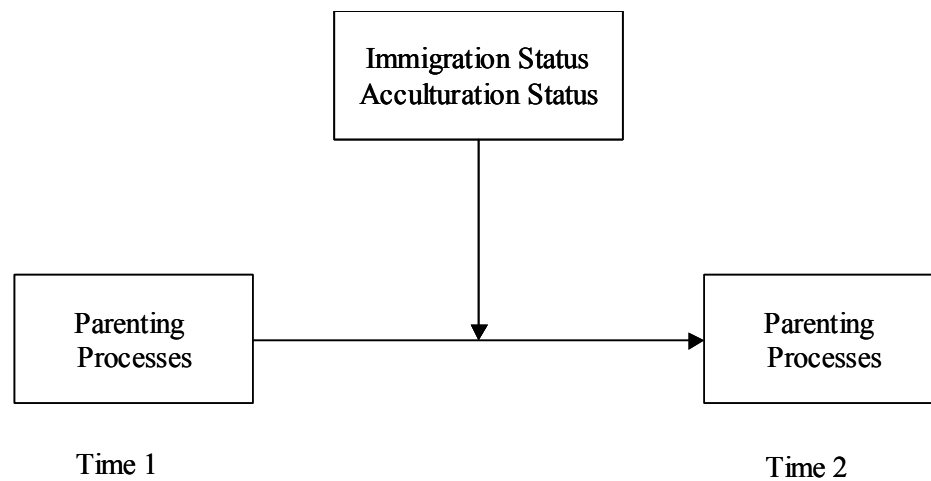 Immigration Status
Acculturation Status
Parenting
Processes
Parenting
Processes
Time 1
Time 2